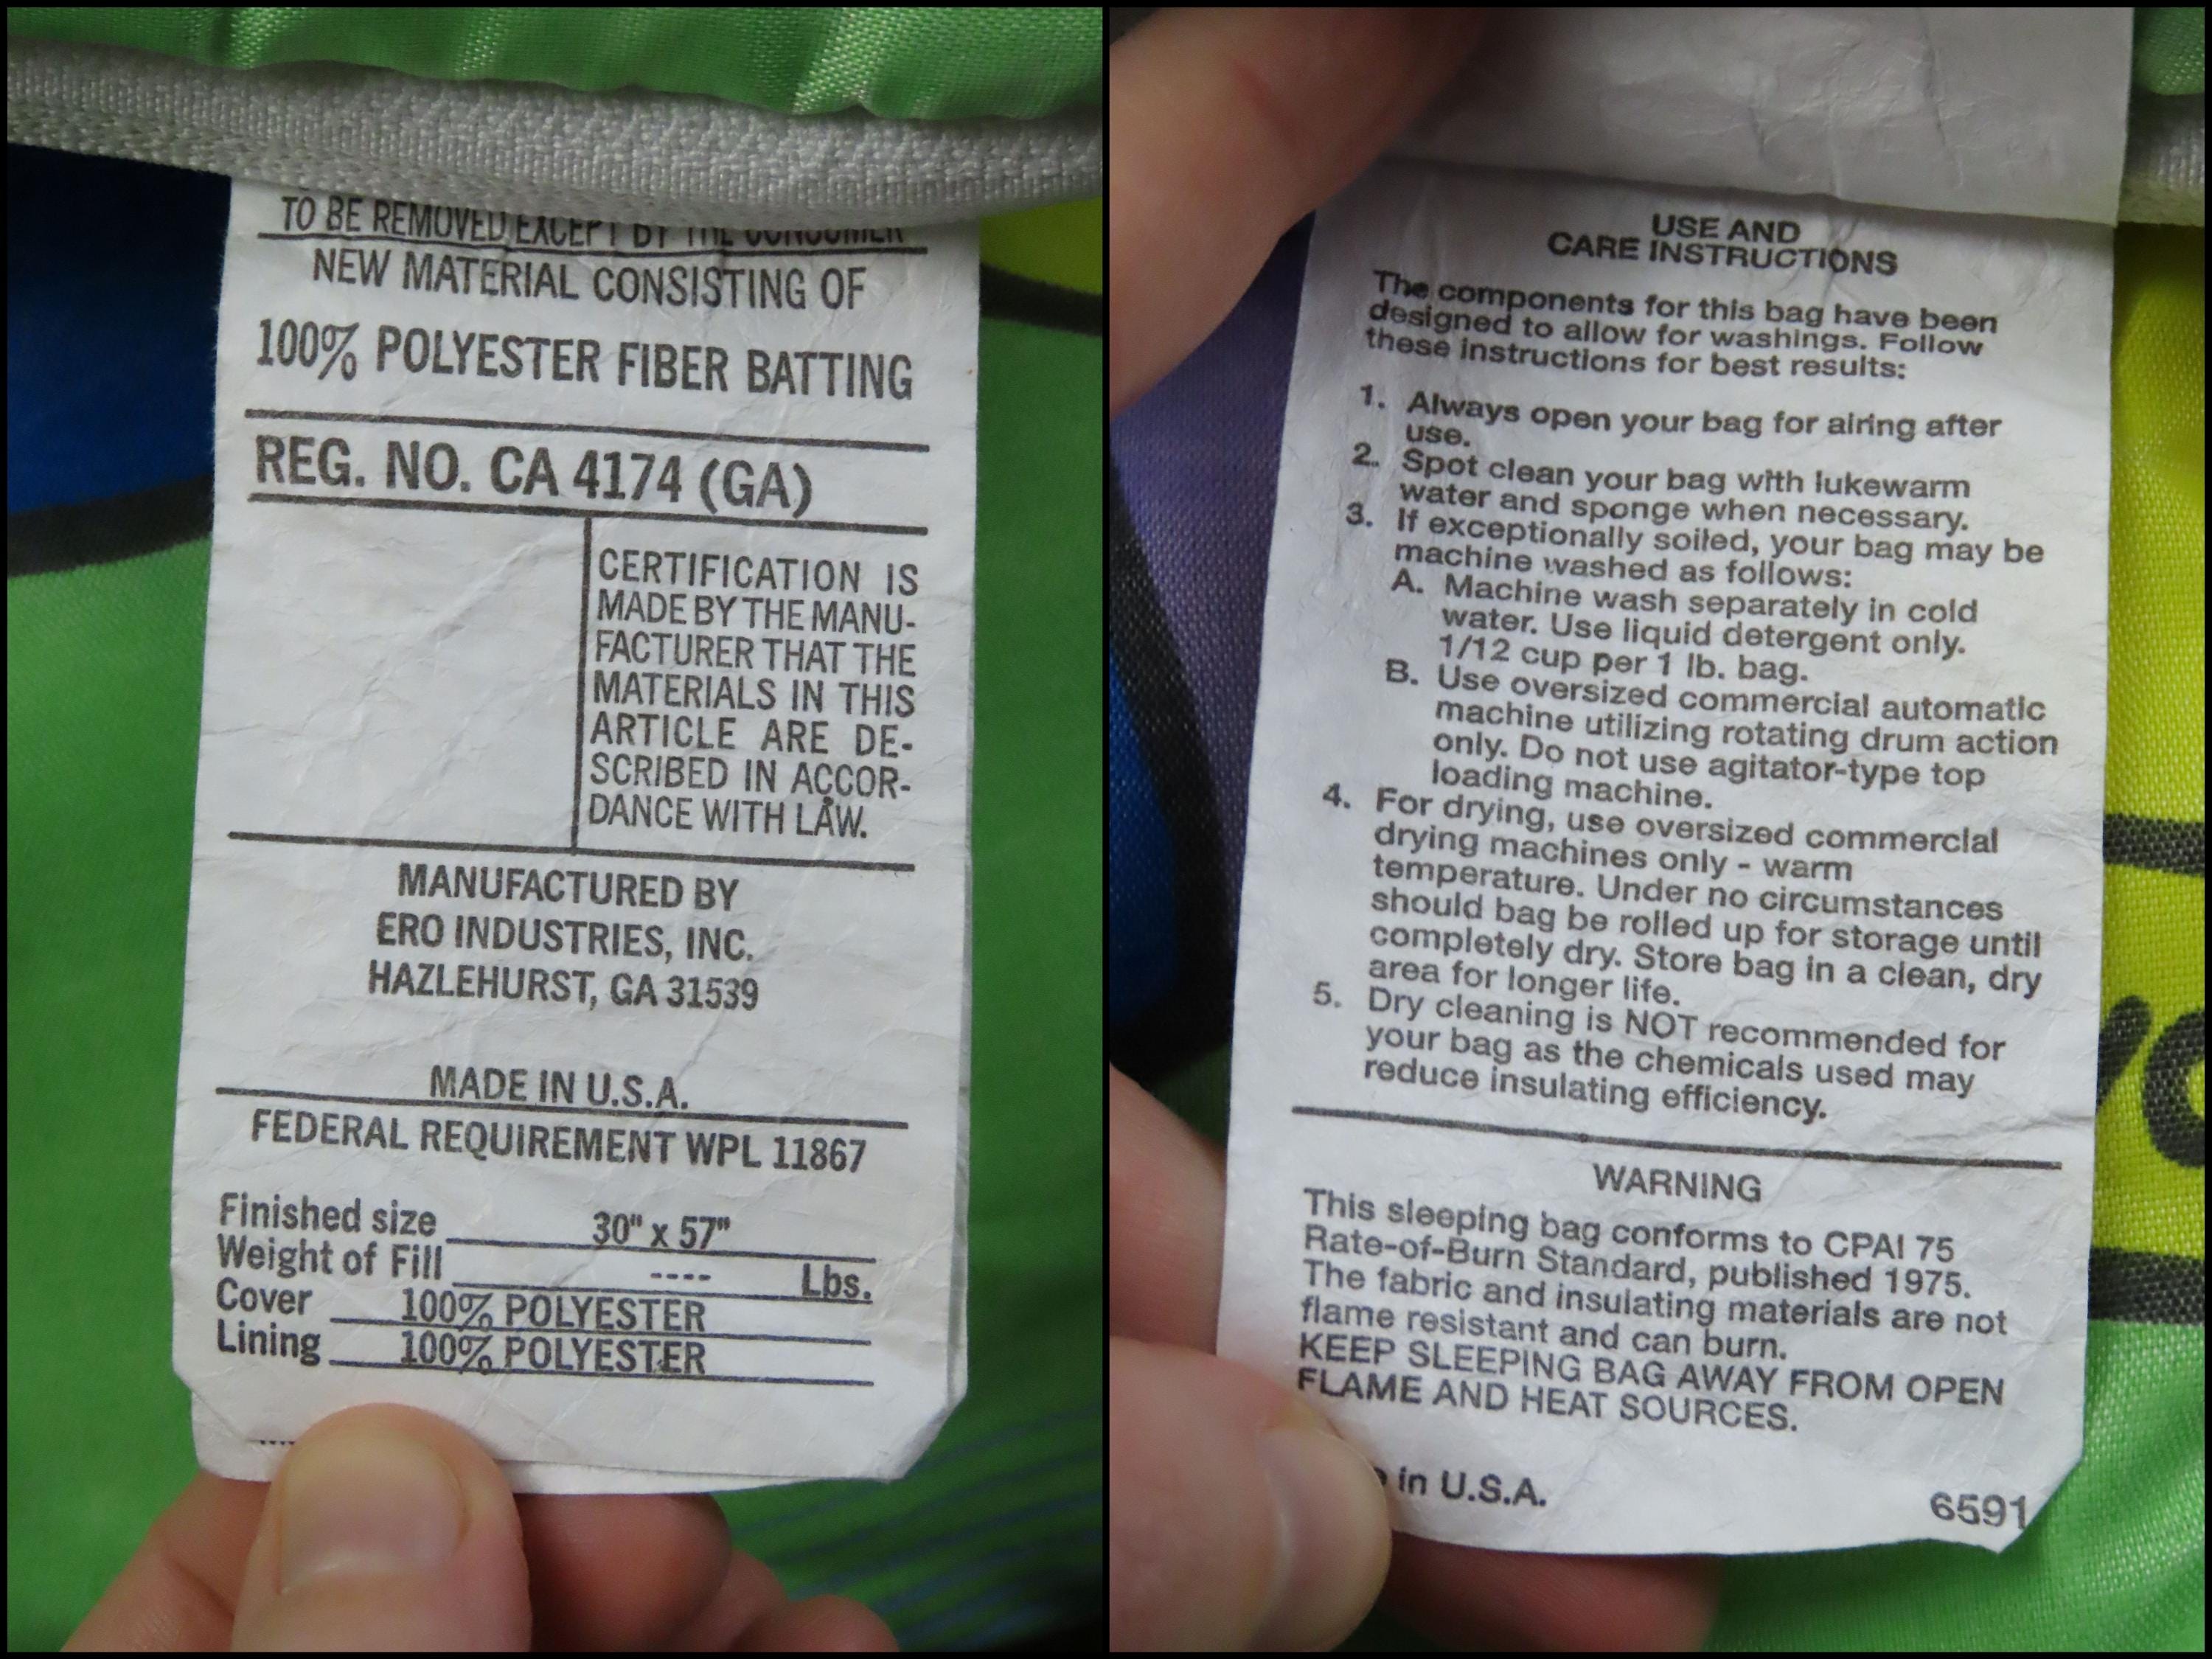 TO BE REMOVED EXCEPT BY THE CONSUMER
NEW MATERIAL CONSISTING OF
100% POLYESTER FIBER BATTING
REG. NO. CA 4174 (GA)
CERTIFICATION IS
MADE BY THE MANU-
FACTURER THAT THE
MATERIALS IN THIS
ARTICLE ARE DE-
SCRIBED IN ACCOR-
DANCE WITH LAW.
MANUFACTURED BY
ERO INDUSTRIES, INC.
HAZLEHURST, GA 31539
MADE IN U.S.A.
FEDERAL REQUIREMENT WPL 11867
Finished size 30" x 57"
Weight of Fill ---- Lbs.
Cover 100% POLYESTER
Lining 100% POLYESTER
USE AND
CARE INSTRUCTIONS
The components for this bag have been
designed to allow for washings. Follow
these instructions for best results:
1. Always open your bag for airing after
use.
2. Spot clean your bag with lukewarm
water and sponge when necessary.
3. If exceptionally soiled, your bag may be
machine washed as follows:
A. Machine wash separately in cold
water. Use liquid detergent only.
1/12 cup per 1 lb. bag.
B. Use oversized commercial automatic
machine utilizing rotating drum action
only. Do not use agitator-type top
loading machine.
4. For drying, use oversized commercial
drying machines only - warm
temperature. Under no circumstances
should bag be rolled up for storage until
completely dry. Store bag in a clean, dry
area for longer life.
5. Dry cleaning is NOT recommended for
your bag as the chemicals used may
reduce insulating efficiency.
WARNING
This sleeping bag conforms to CPAI 75
Rate-of-Burn Standard, published 1975.
The fabric and insulating materials are not
flame resistant and can burn.
KEEP SLEEPING BAG AWAY FROM OPEN
FLAME AND HEAT SOURCES.
in U.S.A.
6591